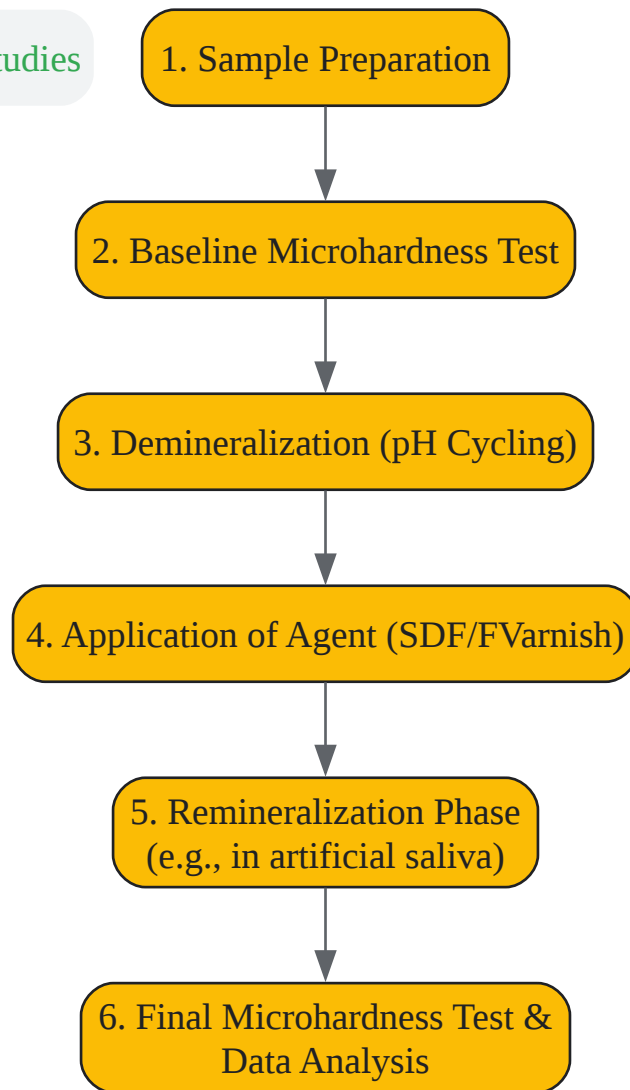 1. Sample Preparation
2. Baseline Microhardness Test
3. Demineralization (pH Cycling)
4. Application of Agent (SDF/FVarnish)
5. Remineralization Phase
(e.g., in artificial saliva)
6. Final Microhardness Test &
Data Analysis